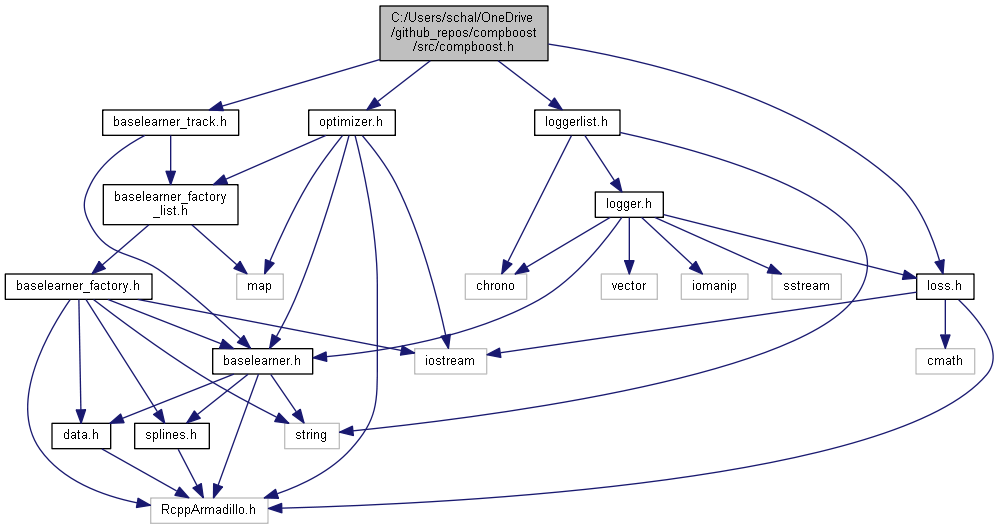 C:/Users/schal/OneDrive
/github_repos/compboost
/src/compboost.h
baselearner_track.h
optimizer.h
loggerlist.h
baselearner_factory
_list.h
logger.h
baselearner_factory.h
map
chrono
vector
iomanip
sstream
loss.h
baselearner.h
iostream
cmath
data.h
splines.h
string
RcppArmadillo.h